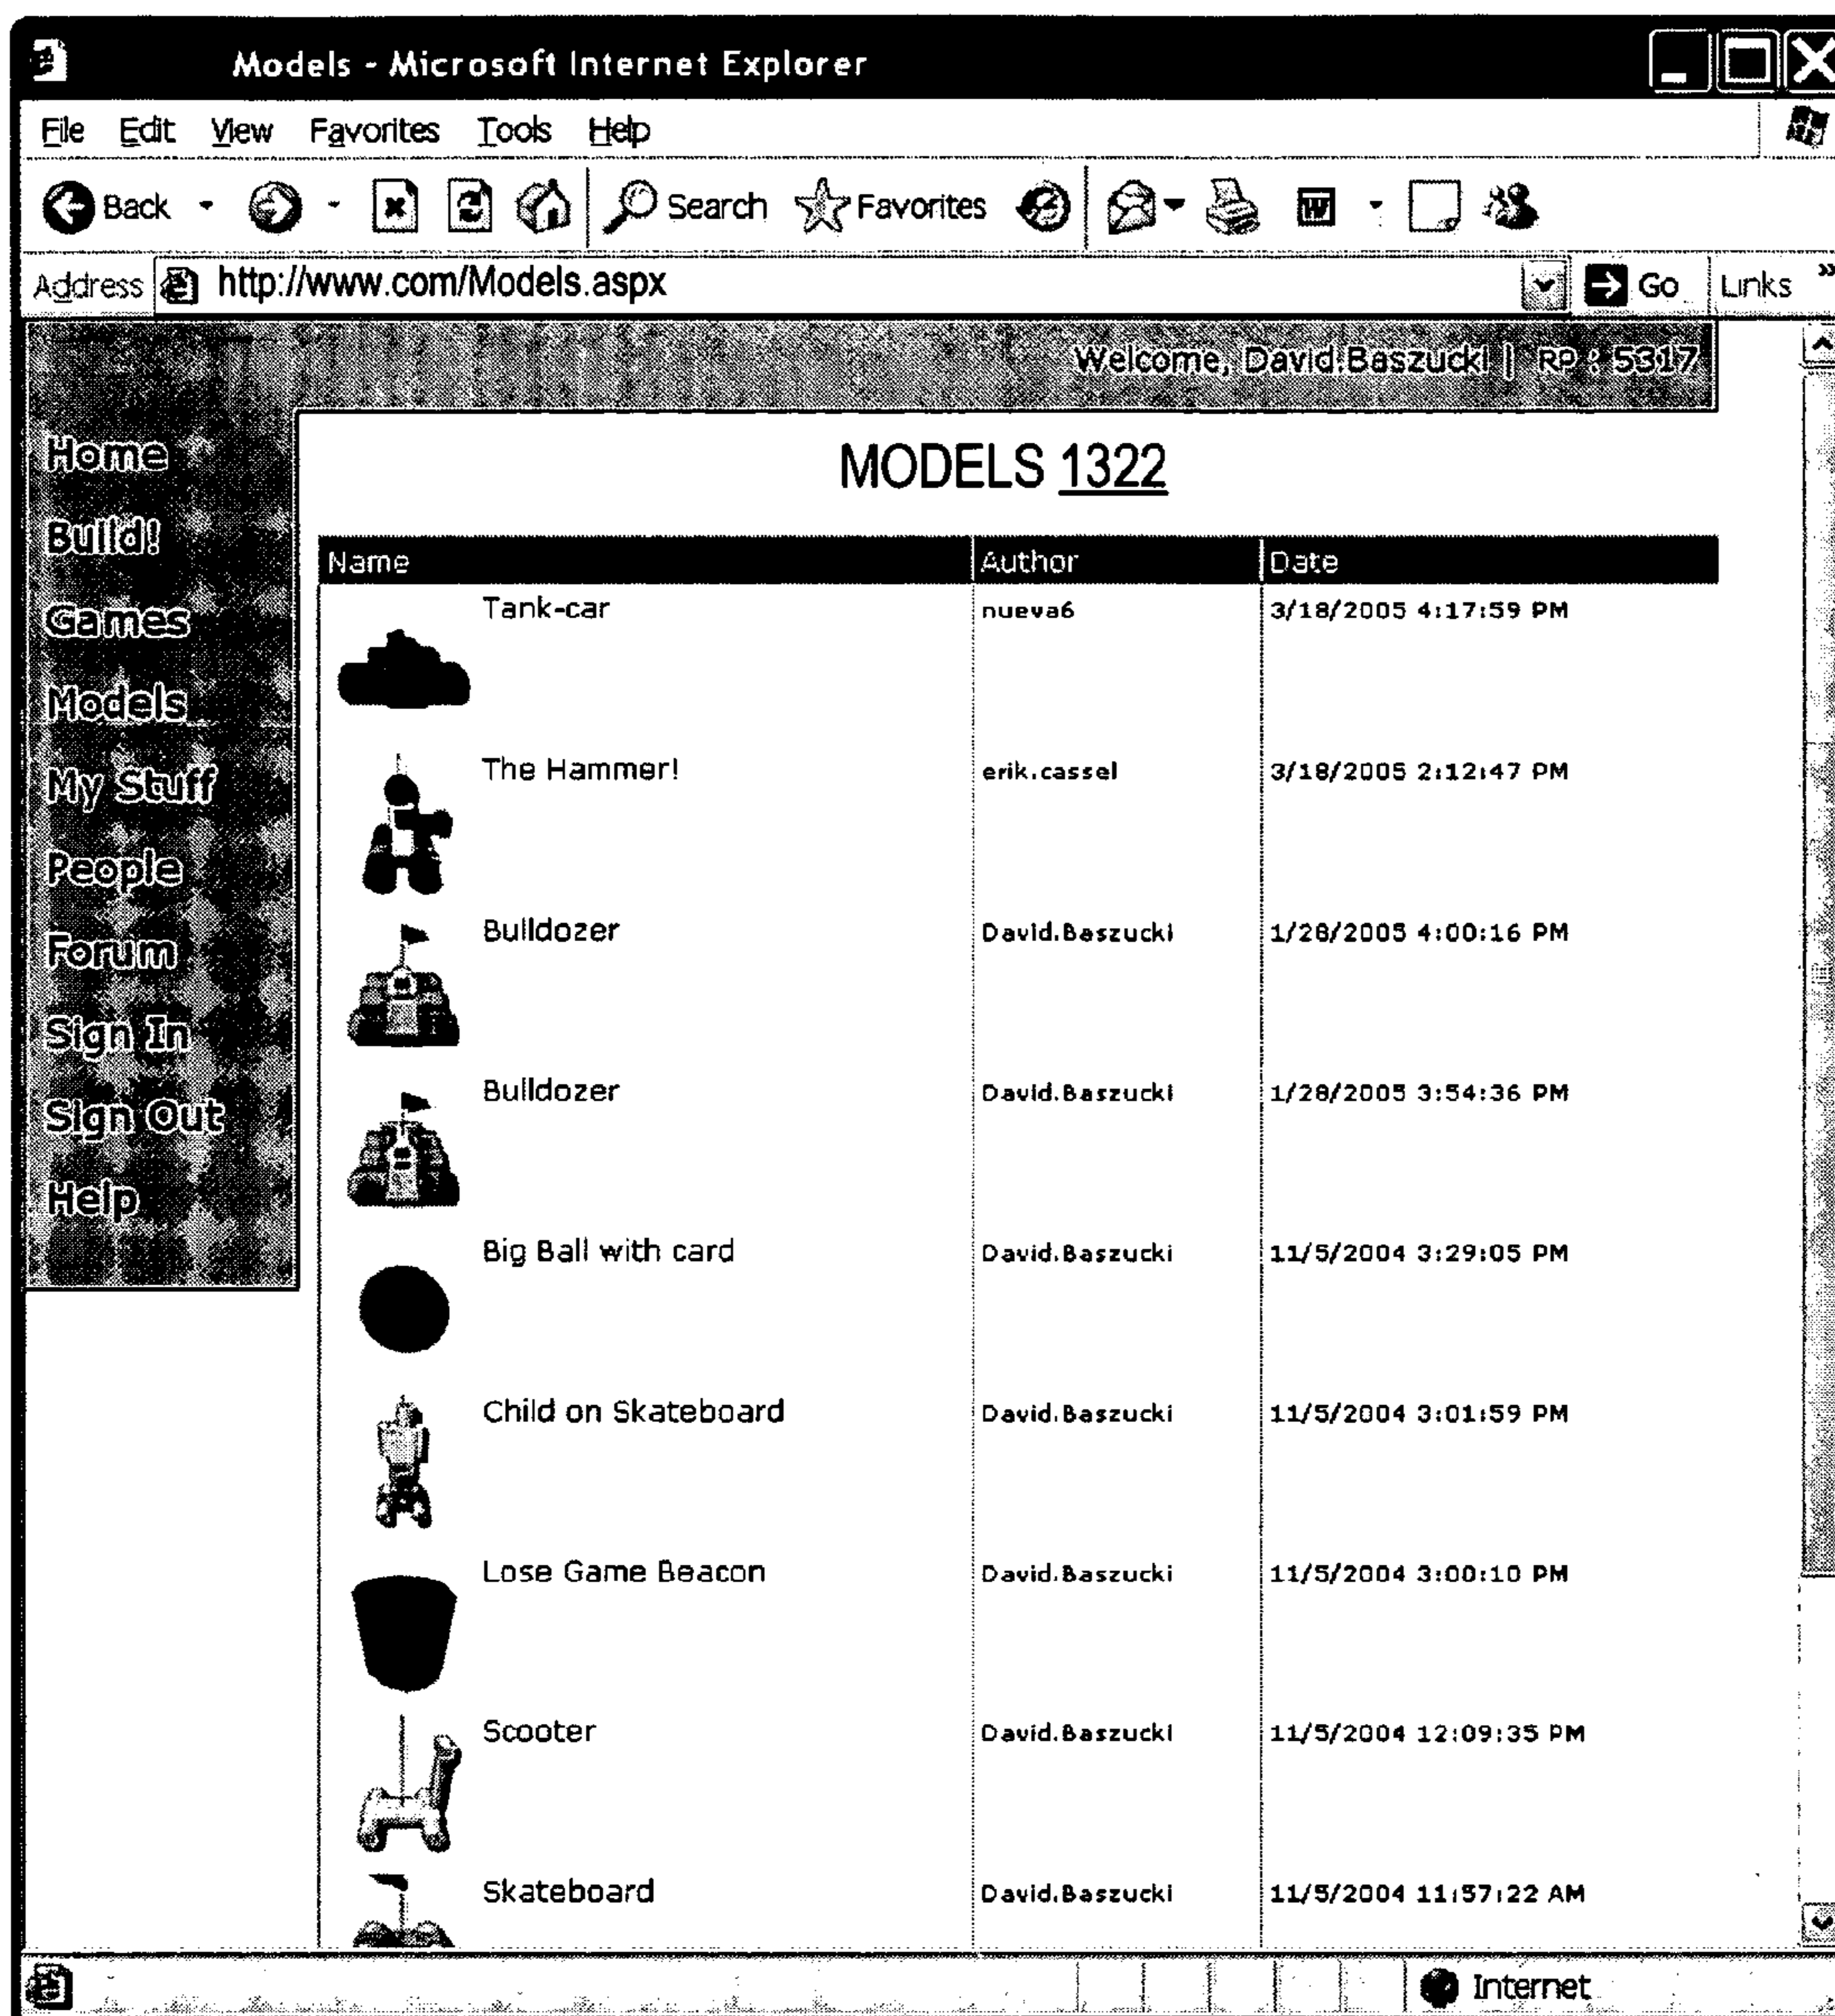 Models - Microsoft Internet Explorer
File Edit View Favorites Tools Help
Back Search Favorites
Address http://www.com/Models.aspx Go Links »
Welcome, David.Baszucki | RP : 5317
Home
Build!
Games
Models
My Stuff
People
Forum
Sign In
Sign Out
Help
MODELS 1322
Name Author Date
Tank-car nueva6 3/18/2005 4:17:59 PM
The Hammer! erik.cassel 3/18/2005 2:12:47 PM
Bulldozer David.Baszucki 1/28/2005 4:00:16 PM
Bulldozer David.Baszucki 1/28/2005 3:54:36 PM
Big Ball with card David.Baszucki 11/5/2004 3:29:05 PM
Child on Skateboard David.Baszucki 11/5/2004 3:01:59 PM
Lose Game Beacon David.Baszucki 11/5/2004 3:00:10 PM
Scooter David.Baszucki 11/5/2004 12:09:35 PM
Skateboard David.Baszucki 11/5/2004 11:57:22 AM
Internet